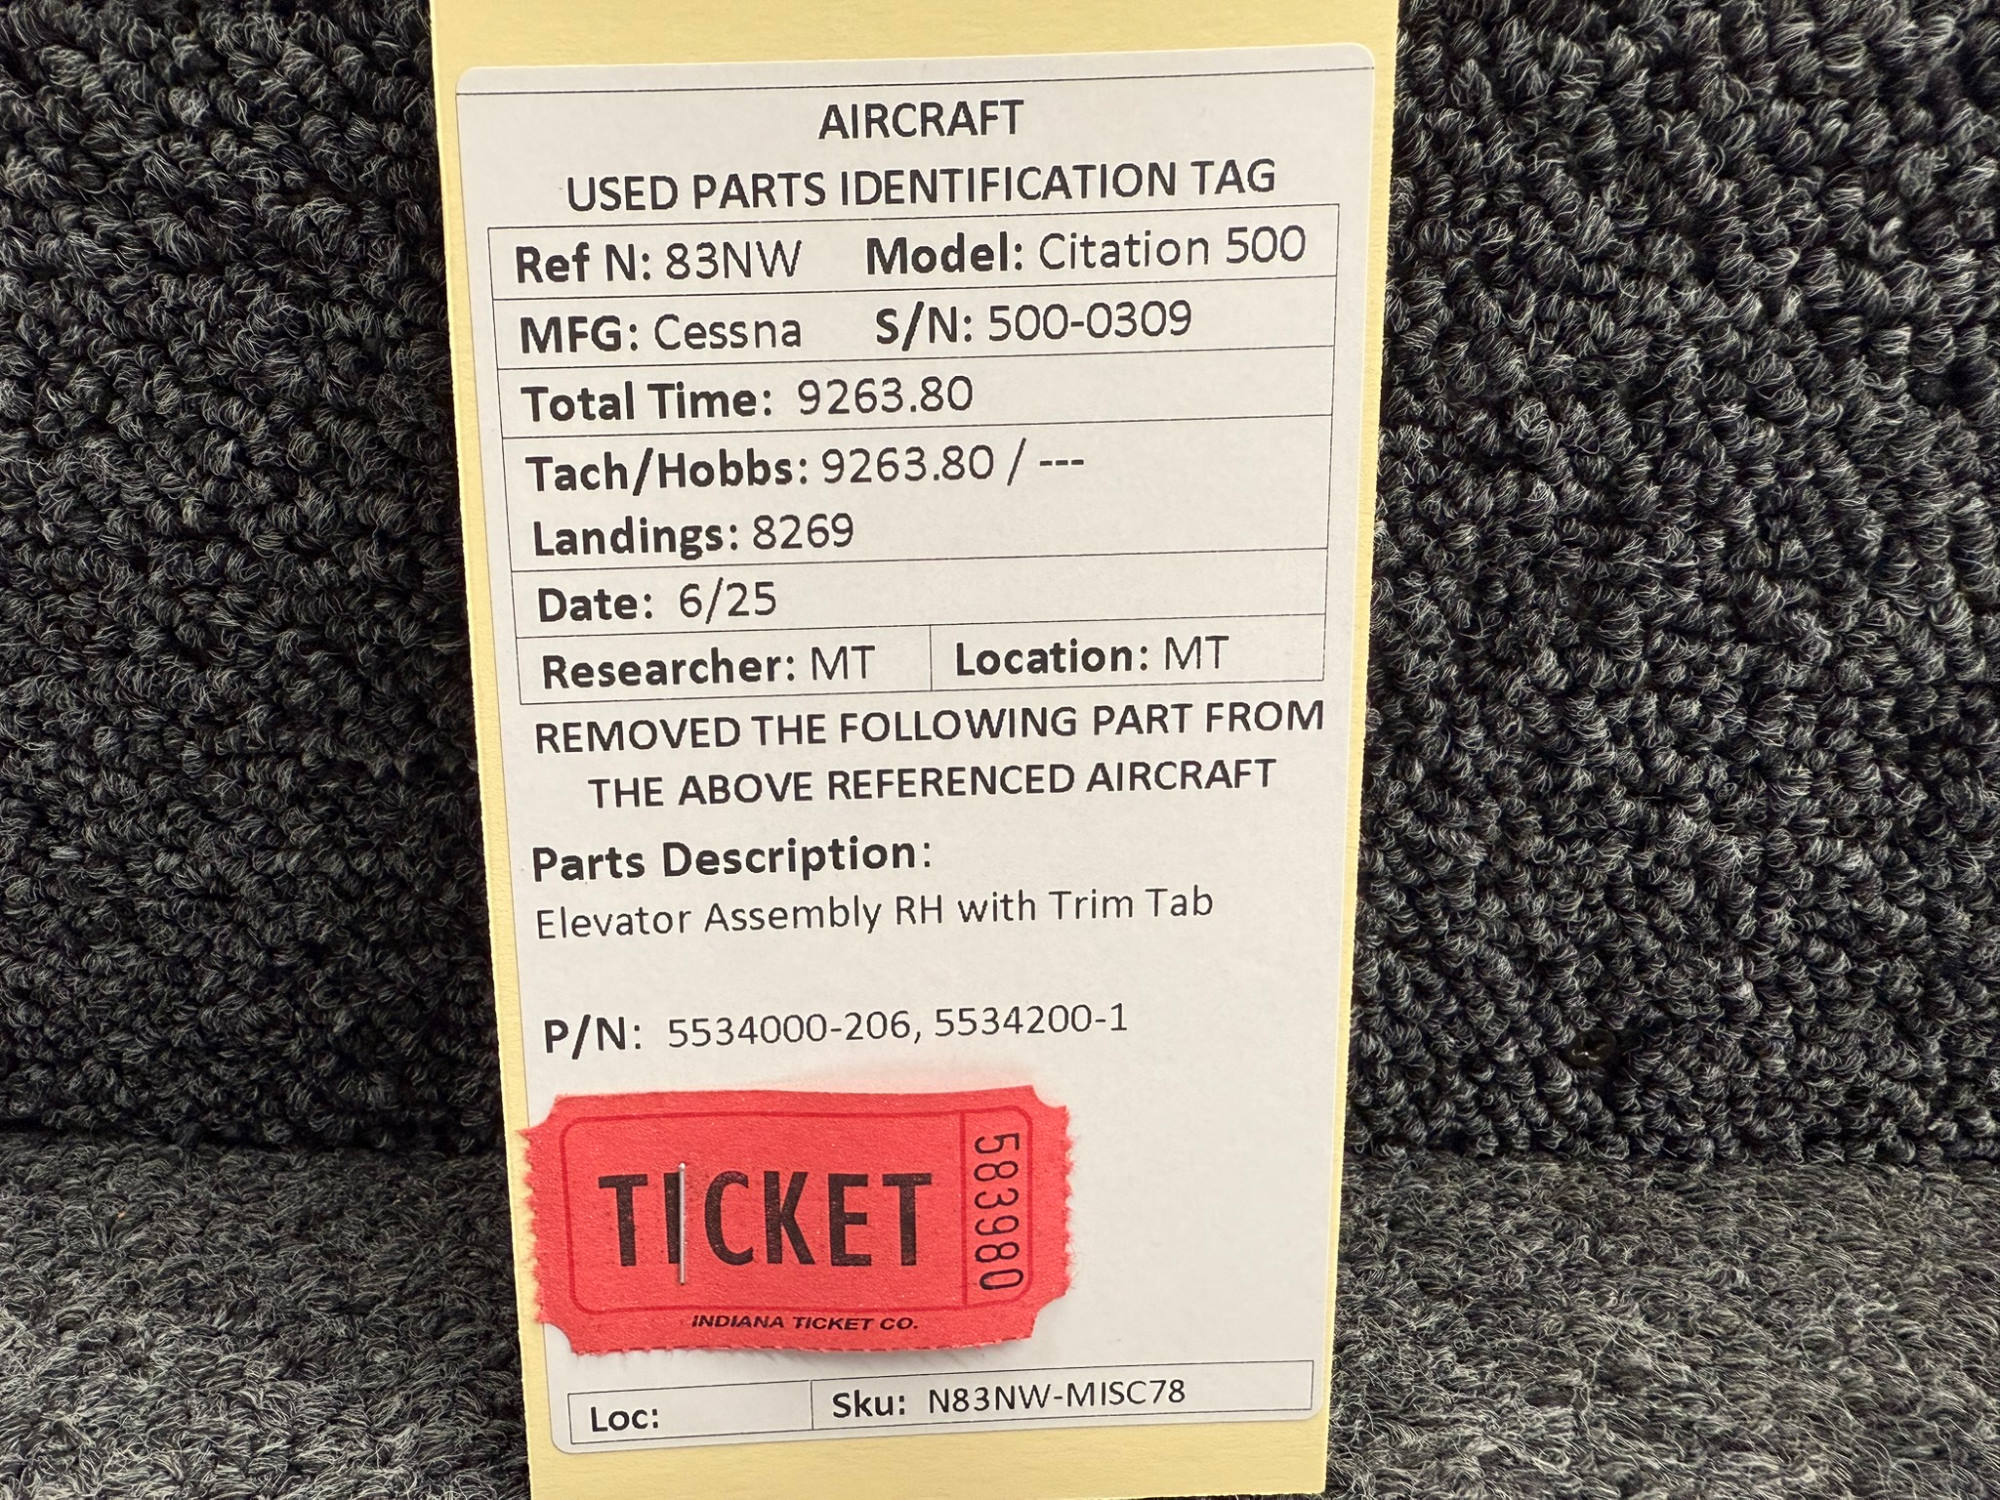 AIRCRAFT
USED PARTS IDENTIFICATION TAG
Ref N: 83NW Model: Citation 500
MFG: Cessna S/N: 500-0309
Total Time: 9263.80
Tach/Hobbs: 9263.80 / ---
Landings: 8269
Date: 6/25
Researcher: MT Location: MT
REMOVED THE FOLLOWING PART FROM
THE ABOVE REFERENCED AIRCRAFT
Parts Description:
Elevator Assembly RH with Trim Tab
P/N: 5534000-206, 5534200-1
TICKET
583980
INDIANA TICKET CO.
Loc: Sku: N83NW-MISC78